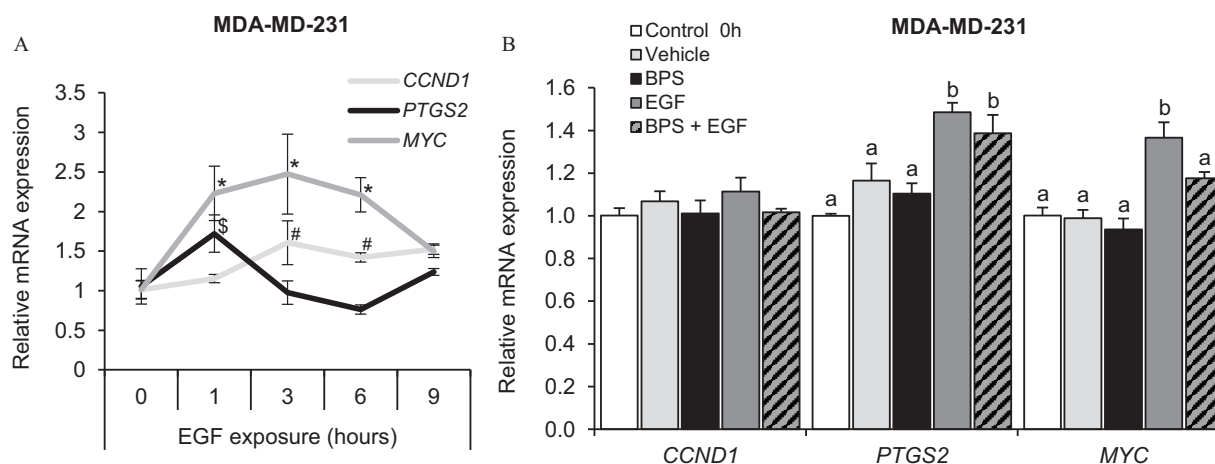 A
MDA-MD-231
CCND1
PTGS2
MYC
Relative mRNA expression
3.5
3
2.5
2
1.5
1
0.5
0
*
*
*
$
#
#
0 1 3 6 9
EGF exposure (hours)
B
MDA-MD-231
Control 0h
Vehicle
BPS
EGF
BPS + EGF
Relative mRNA expression
1.6
1.4
1.2
1.0
0.8
0.6
0.4
0.2
0.0
a a a b b
a a a b a
CCND1 PTGS2 MYC